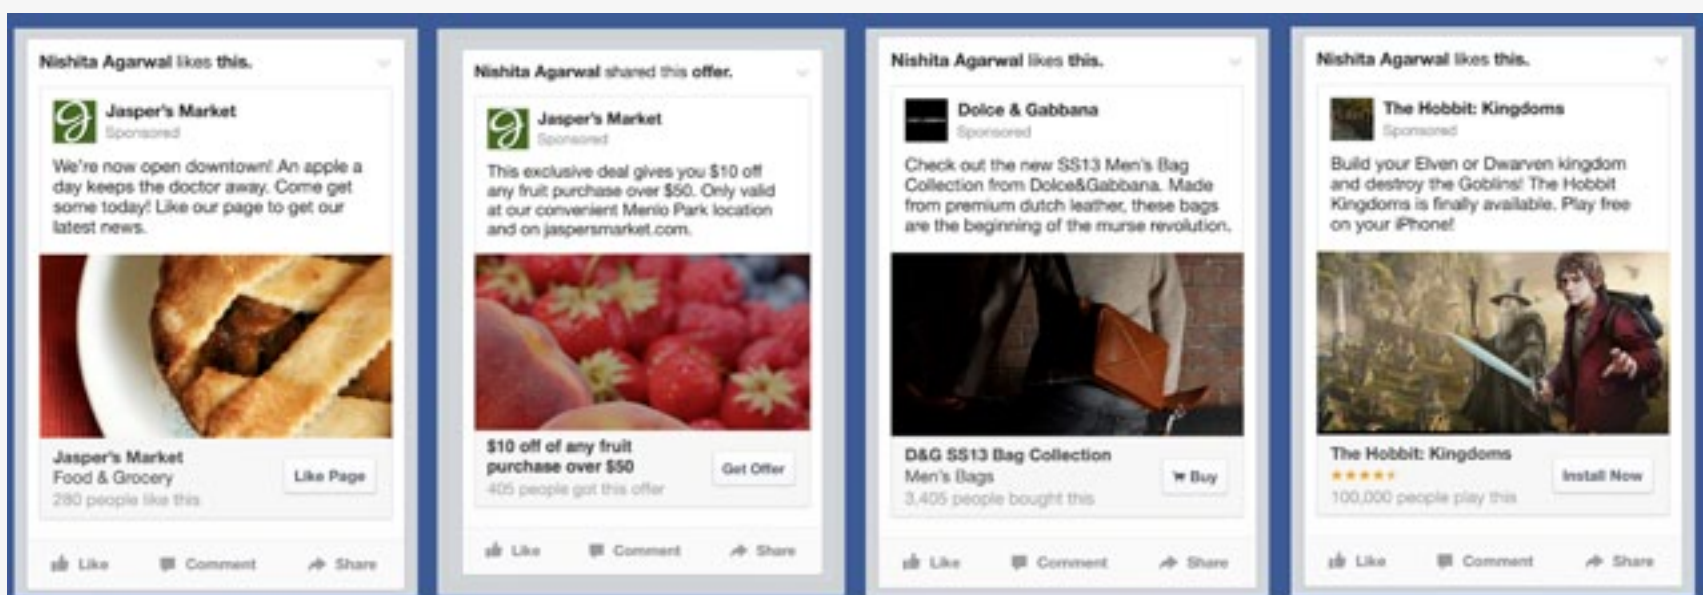 Nishita Agarwal likes this.
Jasper's Market
Sponsored
We're now open downtown! An apple a
day keeps the doctor away. Come get
some today! Like our page to get our
latest news.
Jasper's Market
Food & Grocery
280 people like this
Like Page
Like Comment Share
Nishita Agarwal shared this offer.
Jasper's Market
Sponsored
This exclusive deal gives you $10 off
any fruit purchase over $50. Only valid
at our convenient Menlo Park location
and on jaspersmarket.com.
$10 off of any fruit
purchase over $50
405 people got this offer
Get Offer
Like Comment Share
Nishita Agarwal likes this.
Dolce & Gabbana
Sponsored
Check out the new SS13 Men's Bag
Collection from Dolce&Gabbana. Made
from premium dutch leather, these bags
are the beginning of the murse revolution.
D&G SS13 Bag Collection
Men's Bags
3,405 people bought this
Buy
Like Comment Share
Nishita Agarwal likes this.
The Hobbit: Kingdoms
Sponsored
Build your Elven or Dwarven kingdom
and destroy the Goblins! The Hobbit
Kingdoms is finally available. Play free
on your iPhone!
The Hobbit: Kingdoms
100,000 people play this
Install Now
Like Comment Share